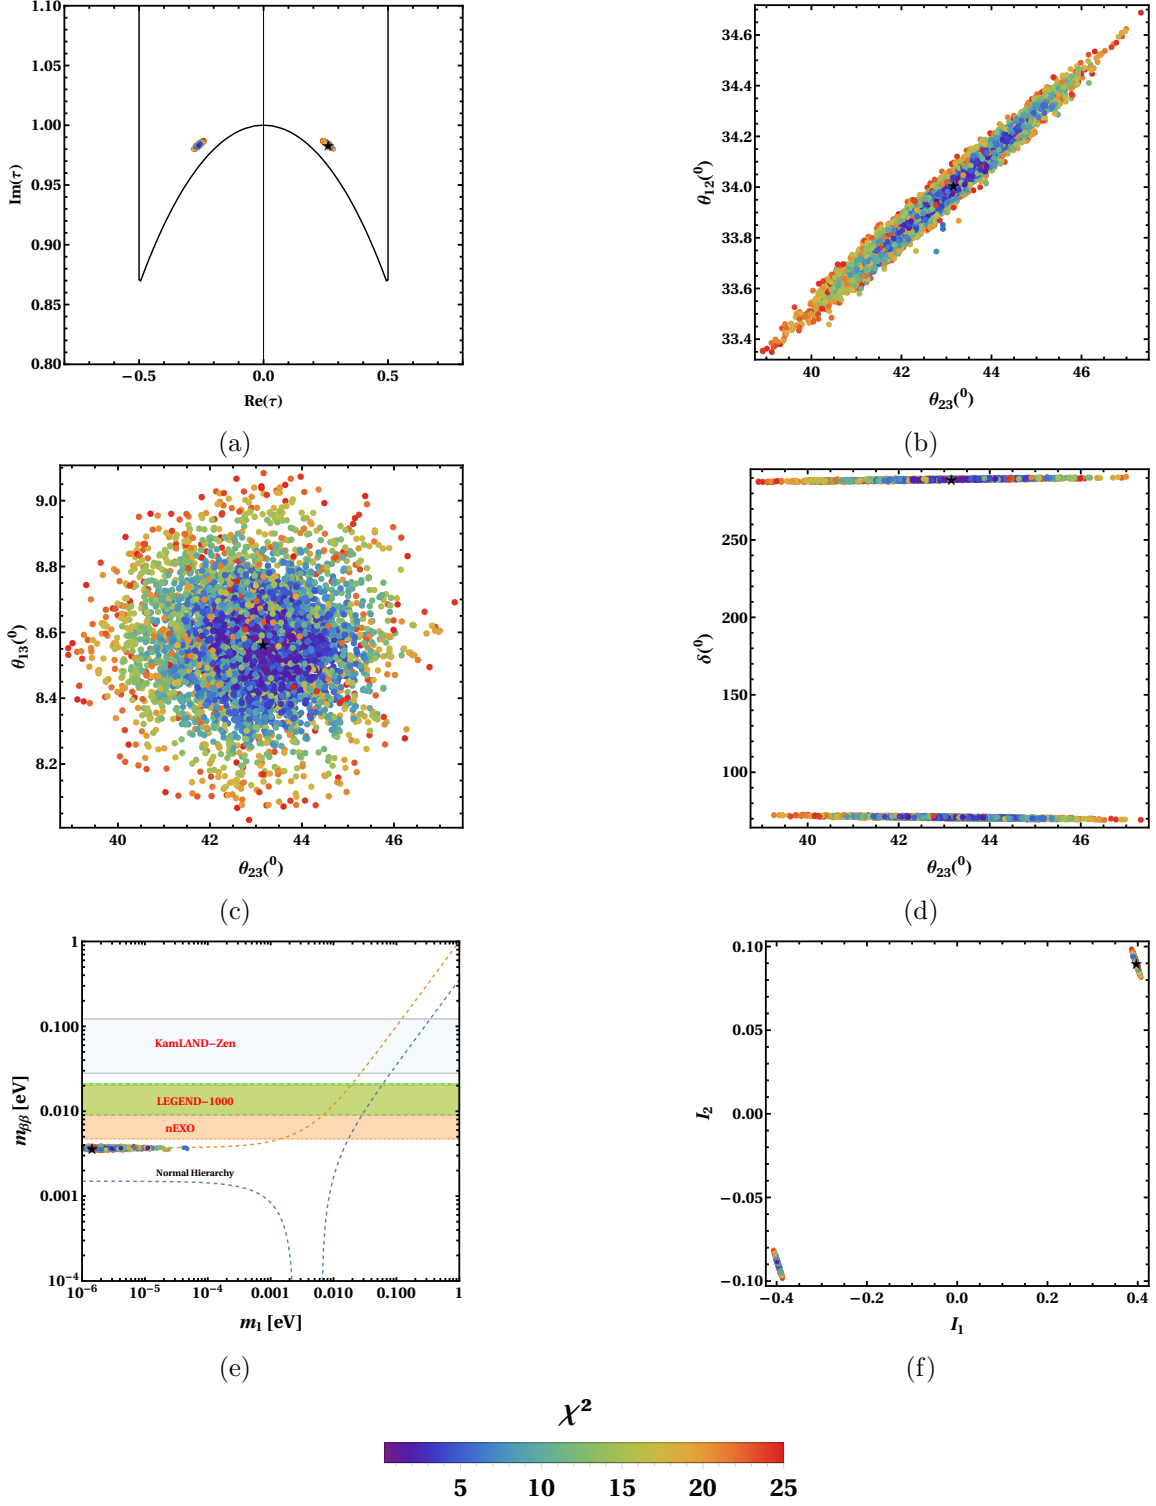 1.10
1.05
1.00
0.95
0.90
0.85
0.80
Im(τ)
−0.5 0.0 0.5
Re(τ)
(a)
34.6
34.4
34.2
34.0
33.8
33.6
33.4
θ12(0)
40 42 44 46
θ23(0)
(b)
9.0
8.8
8.6
8.4
8.2
θ13(0)
40 42 44 46
θ23(0)
(c)
250
200
150
100
δ(0)
40 42 44 46
θ23(0)
(d)
1
0.100
0.010
0.001
10−4
mββ [eV]
KamLAND−Zen
LEGEND−1000
nEXO
Normal Hierarchy
10−6 10−5 10−4 0.001 0.010 0.100 1
m1 [eV]
(e)
0.10
0.05
0.00
−0.05
−0.10
I2
−0.4 −0.2 0.0 0.2 0.4
I1
(f)
χ²
5 10 15 20 25